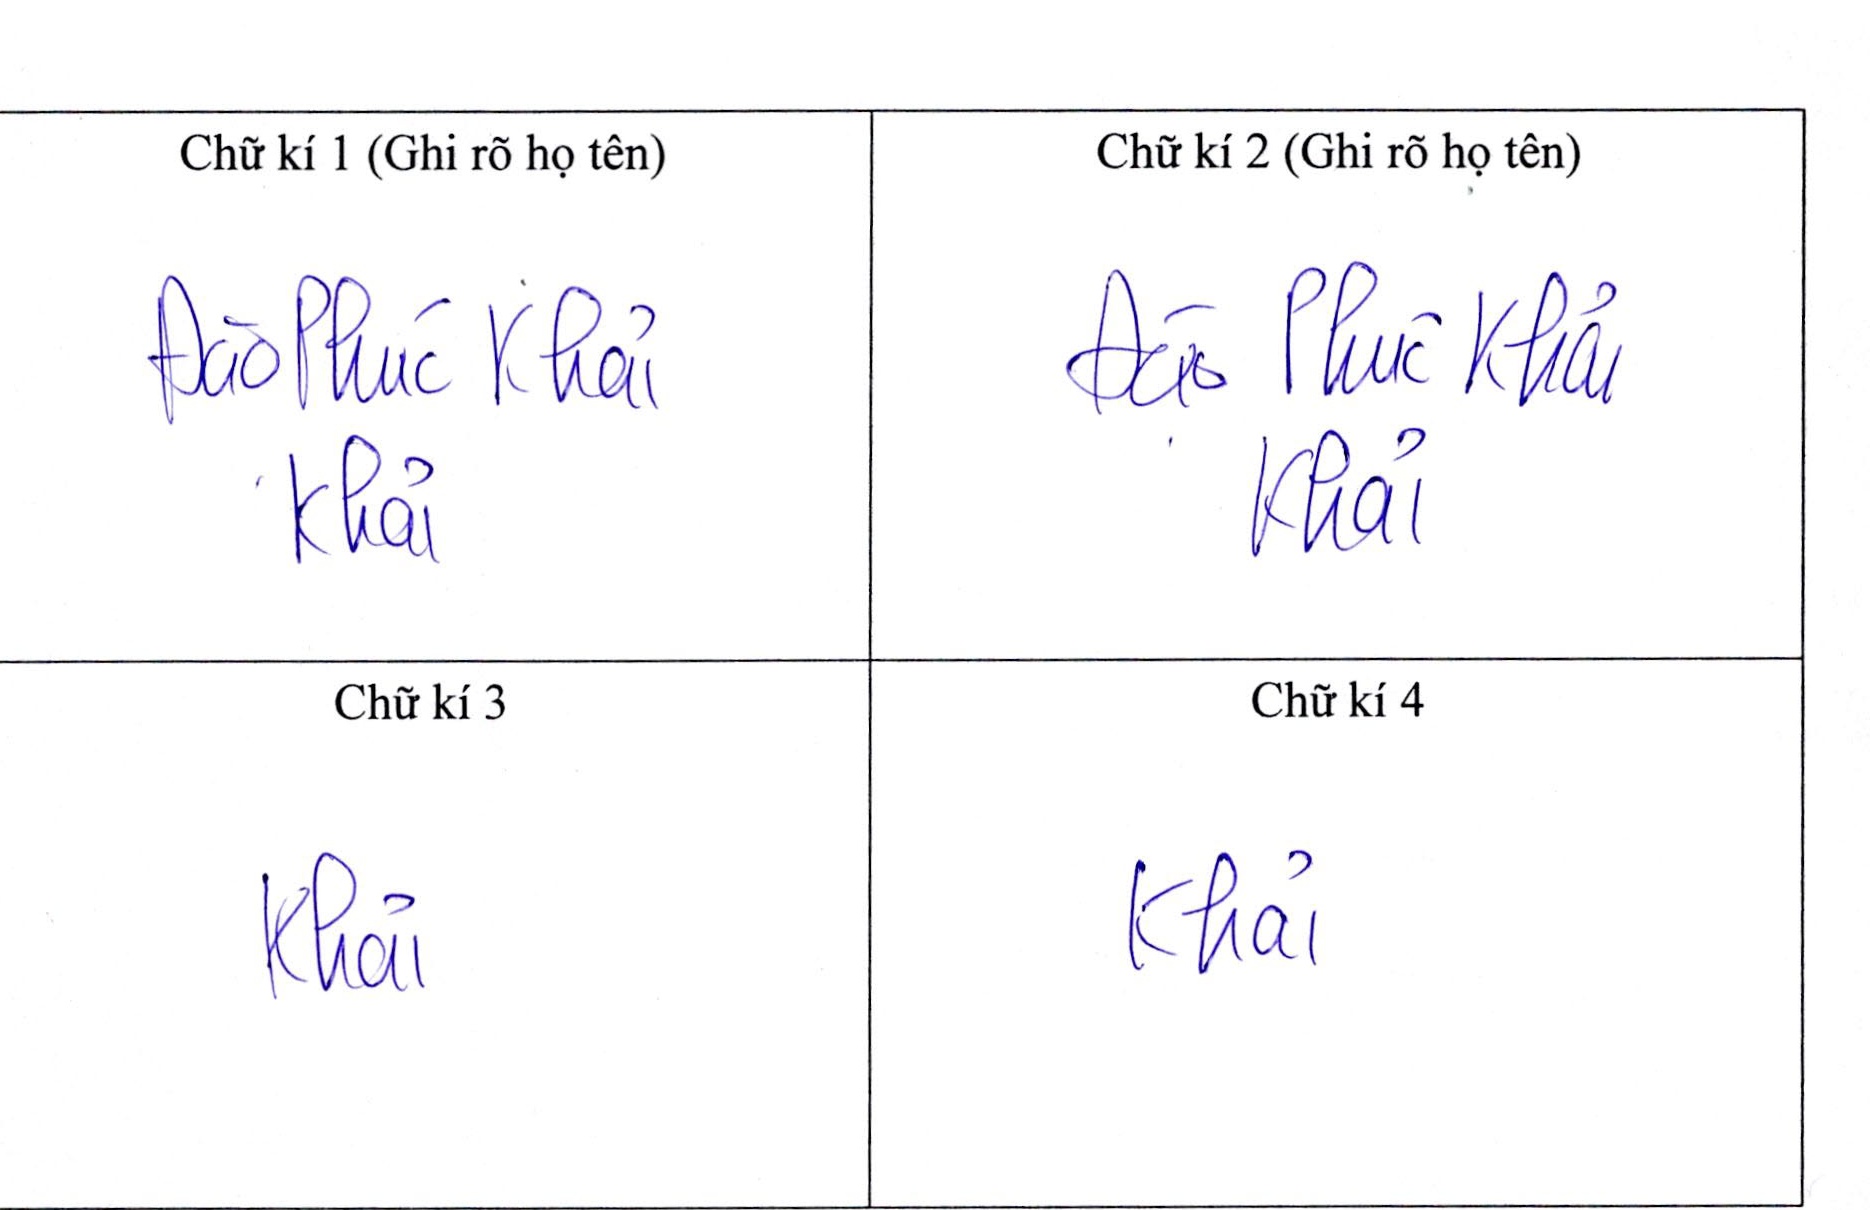 Chữ kí 1 (Ghi rõ họ tên)
Đào Phúc Khải
Khải
Chữ kí 2 (Ghi rõ họ tên)
Đào Phúc Khải
Khải
Chữ kí 3
Khải
Chữ kí 4
Khải